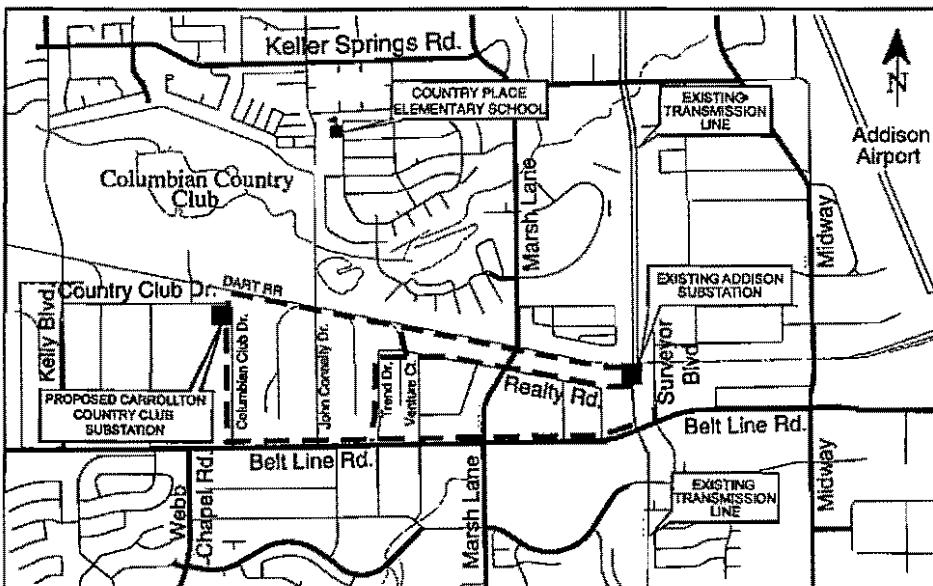 Keller Springs Rd.
COUNTRY PLACE
ELEMENTARY SCHOOL
EXISTING
TRANSMISSION
LINE
N
Addison
Airport
Columbian Country
Club
Marsh Lane
Midway
EXISTING ADDISON
SUBSTATION
Country Club Dr.
DART RR
Kelly Blvd.
Columbian Club Dr.
John Connally Dr.
Trend Dr.
Venture Ct.
Realty Rd.
Surveyor
Blvd.
PROPOSED CARROLLTON
COUNTRY CLUB
SUBSTATION
Belt Line Rd.
Belt Line Rd.
Webb
Chapel Rd.
Marsh Lane
EXISTING
TRANSMISSION
LINE
Midway